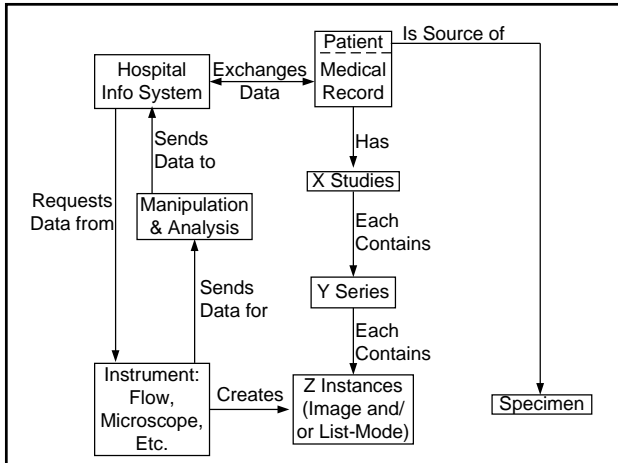 Patient
Medical
Record
Is Source of
Hospital
Info System
Exchanges
Data
Has
Sends
Data to
X Studies
Requests
Data from
Manipulation
& Analysis
Each
Contains
Y Series
Sends
Data for
Each
Contains
Instrument:
Flow,
Microscope,
Etc.
Creates
Z Instances
(Image and/
or List-Mode)
Specimen